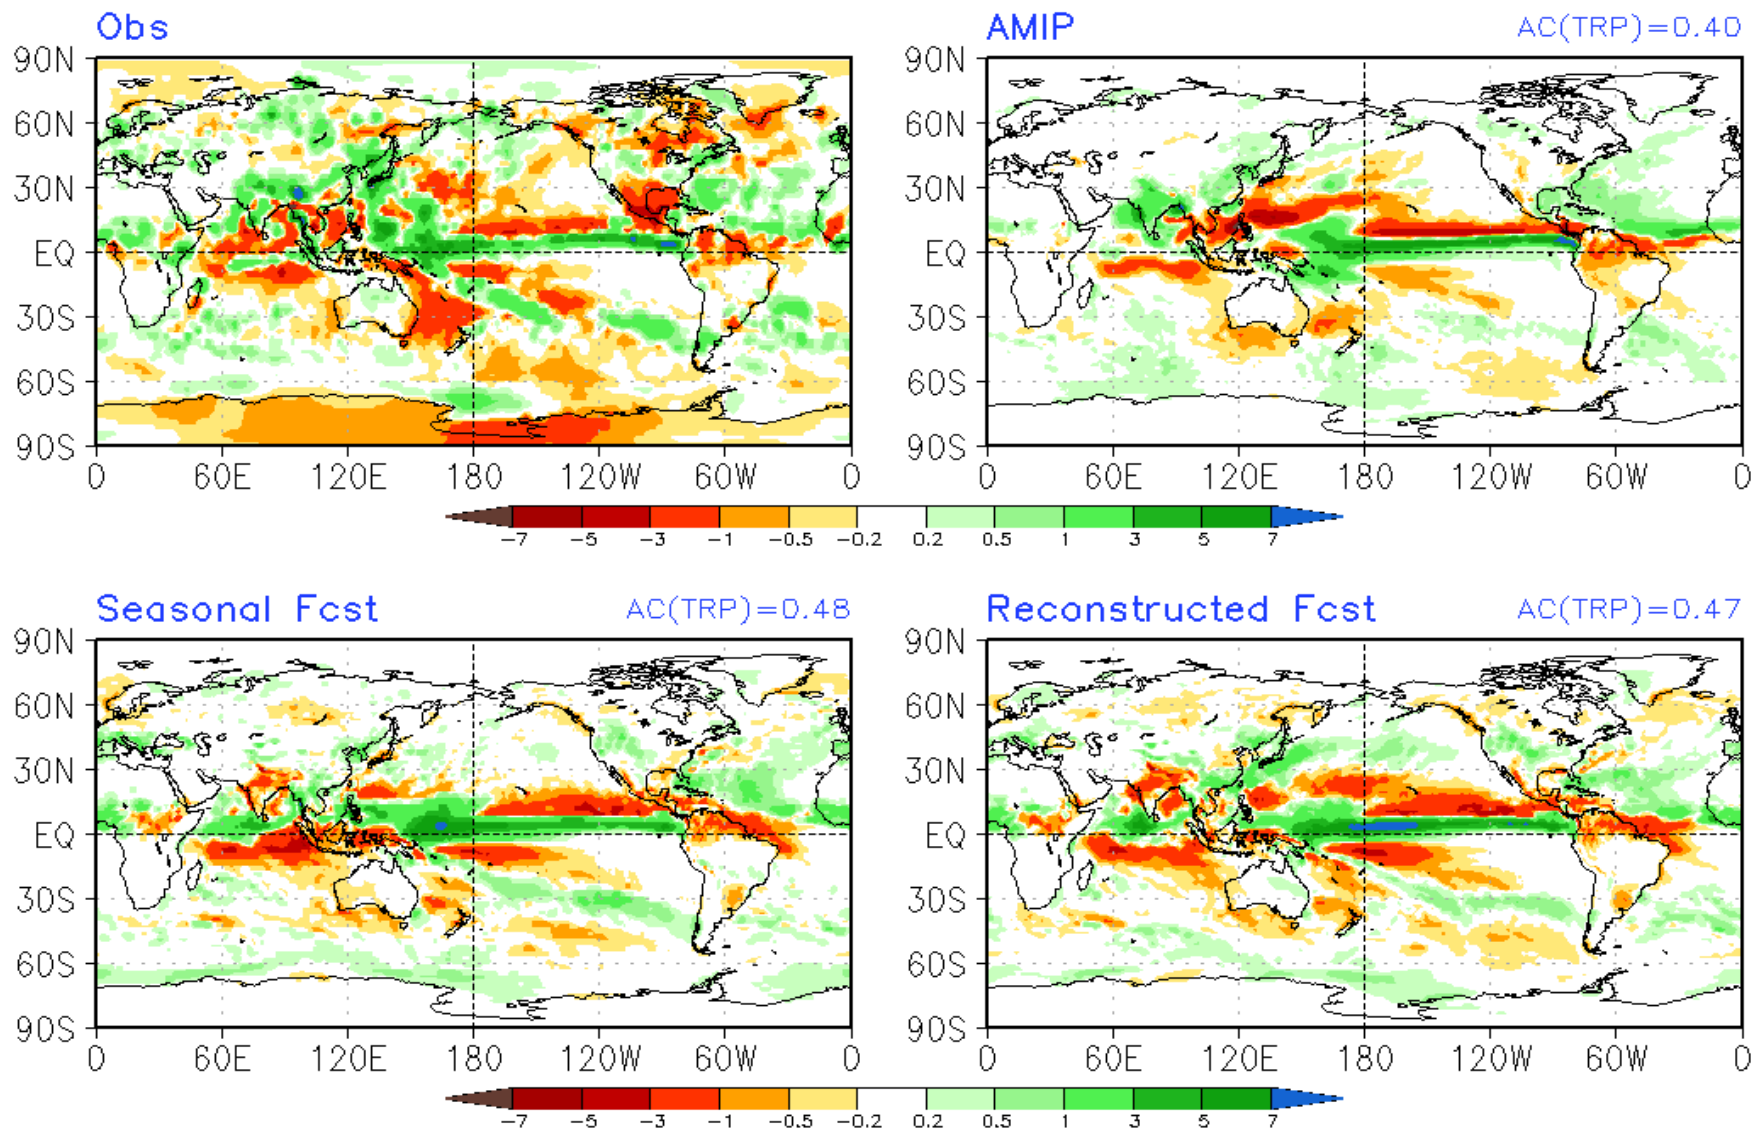 Obs
AMIP AC(TRP)=0.40
90N 90N
60N 60N
30N 30N
EQ EQ
30S 30S
60S 60S
90S 90S
0 60E 120E 180 120W 60W 0 0 60E 120E 180 120W 60W 0
-7 -5 -3 -1 -0.5 -0.2 0.2 0.5 1 3 5 7
Seasonal Fcst AC(TRP)=0.48
Reconstructed Fcst AC(TRP)=0.47
90N 90N
60N 60N
30N 30N
EQ EQ
30S 30S
60S 60S
90S 90S
0 60E 120E 180 120W 60W 0 0 60E 120E 180 120W 60W 0
-7 -5 -3 -1 -0.5 -0.2 0.2 0.5 1 3 5 7